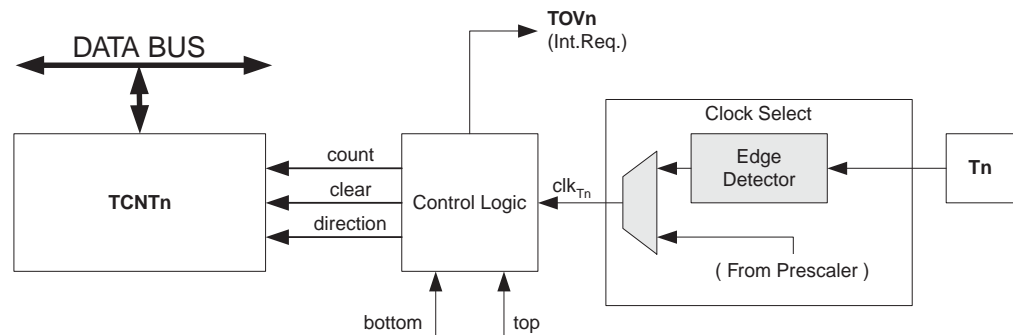 TOVn
(Int.Req.)
DATA BUS
Clock Select
count
Edge
Detector
Tn
clear
TCNTn
Control Logic
clkTn
direction
( From Prescaler )
bottom
top